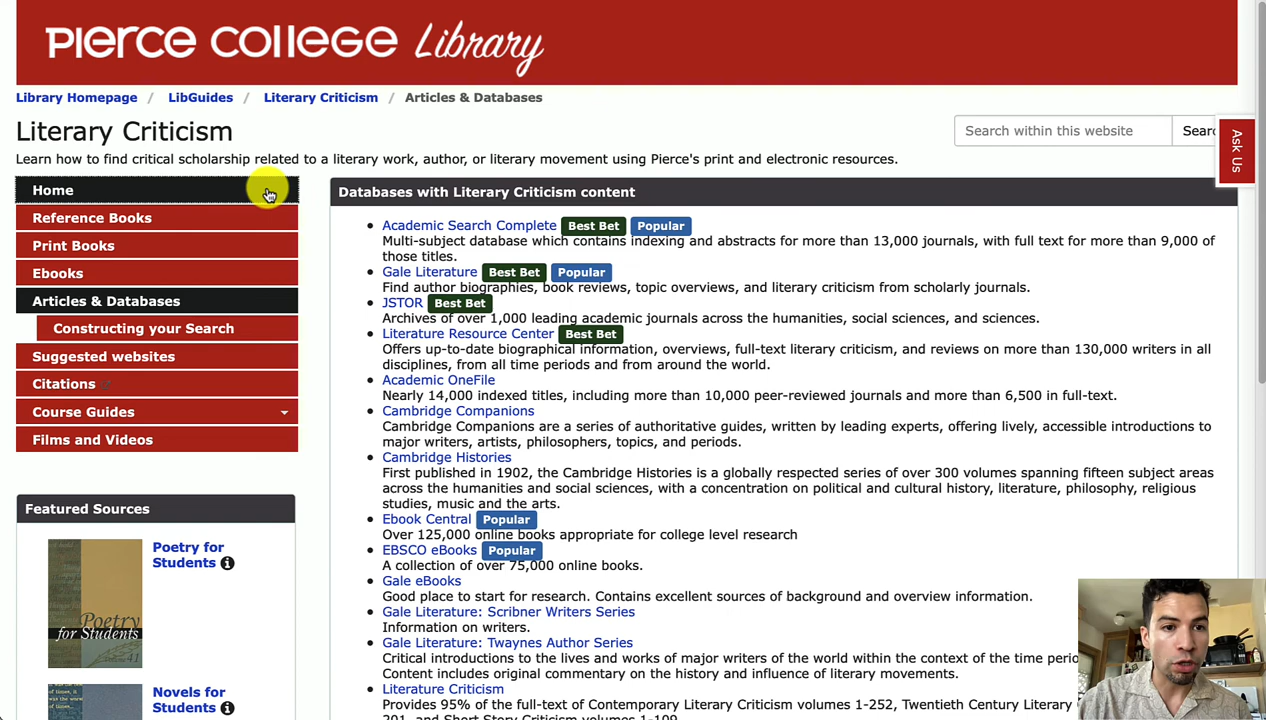 PIERCE COLLEGE Library
Library Homepage / LibGuides / Literary Criticism / Articles & Databases
Literary Criticism
Search within this website
Searc
Ask Us
Learn how to find critical scholarship related to a literary work, author, or literary movement using Pierce's print and electronic resources.
Home
Reference Books
Print Books
Ebooks
Articles & Databases
Constructing your Search
Suggested websites
Citations
Course Guides
Films and Videos
Featured Sources
Poetry for
Students
Poetry
for Students
41
Novels for
Students
Databases with Literary Criticism content
Academic Search Complete Best Bet Popular
Multi-subject database which contains indexing and abstracts for more than 13,000 journals, with full text for more than 9,000 of
those titles.
Gale Literature Best Bet Popular
Find author biographies, book reviews, topic overviews, and literary criticism from scholarly journals.
JSTOR Best Bet
Archives of over 1,000 leading academic journals across the humanities, social sciences, and sciences.
Literature Resource Center Best Bet
Offers up-to-date biographical information, overviews, full-text literary criticism, and reviews on more than 130,000 writers in all
disciplines, from all time periods and from around the world.
Academic OneFile
Nearly 14,000 indexed titles, including more than 10,000 peer-reviewed journals and more than 6,500 in full-text.
Cambridge Companions
Cambridge Companions are a series of authoritative guides, written by leading experts, offering lively, accessible introductions to
major writers, artists, philosophers, topics, and periods.
Cambridge Histories
First published in 1902, the Cambridge Histories is a globally respected series of over 300 volumes spanning fifteen subject areas
across the humanities and social sciences, with a concentration on political and cultural history, literature, philosophy, religious
studies, music and the arts.
Ebook Central Popular
Over 125,000 online books appropriate for college level research
EBSCO eBooks Popular
A collection of over 75,000 online books.
Gale eBooks
Good place to start for research. Contains excellent sources of background and overview information.
Gale Literature: Scribner Writers Series
Information on writers.
Gale Literature: Twaynes Author Series
Critical introductions to the lives and works of major writers of the world within the context of the time perio
Content includes original commentary on the history and influence of literary movements.
Literature Criticism
Provides 95% of the full-text of Contemporary Literary Criticism volumes 1-252, Twentieth Century Literary
201, and Short Story Criticism volumes 1-109